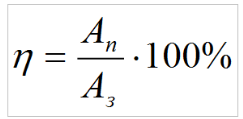 η = Aп / Aз · 100%